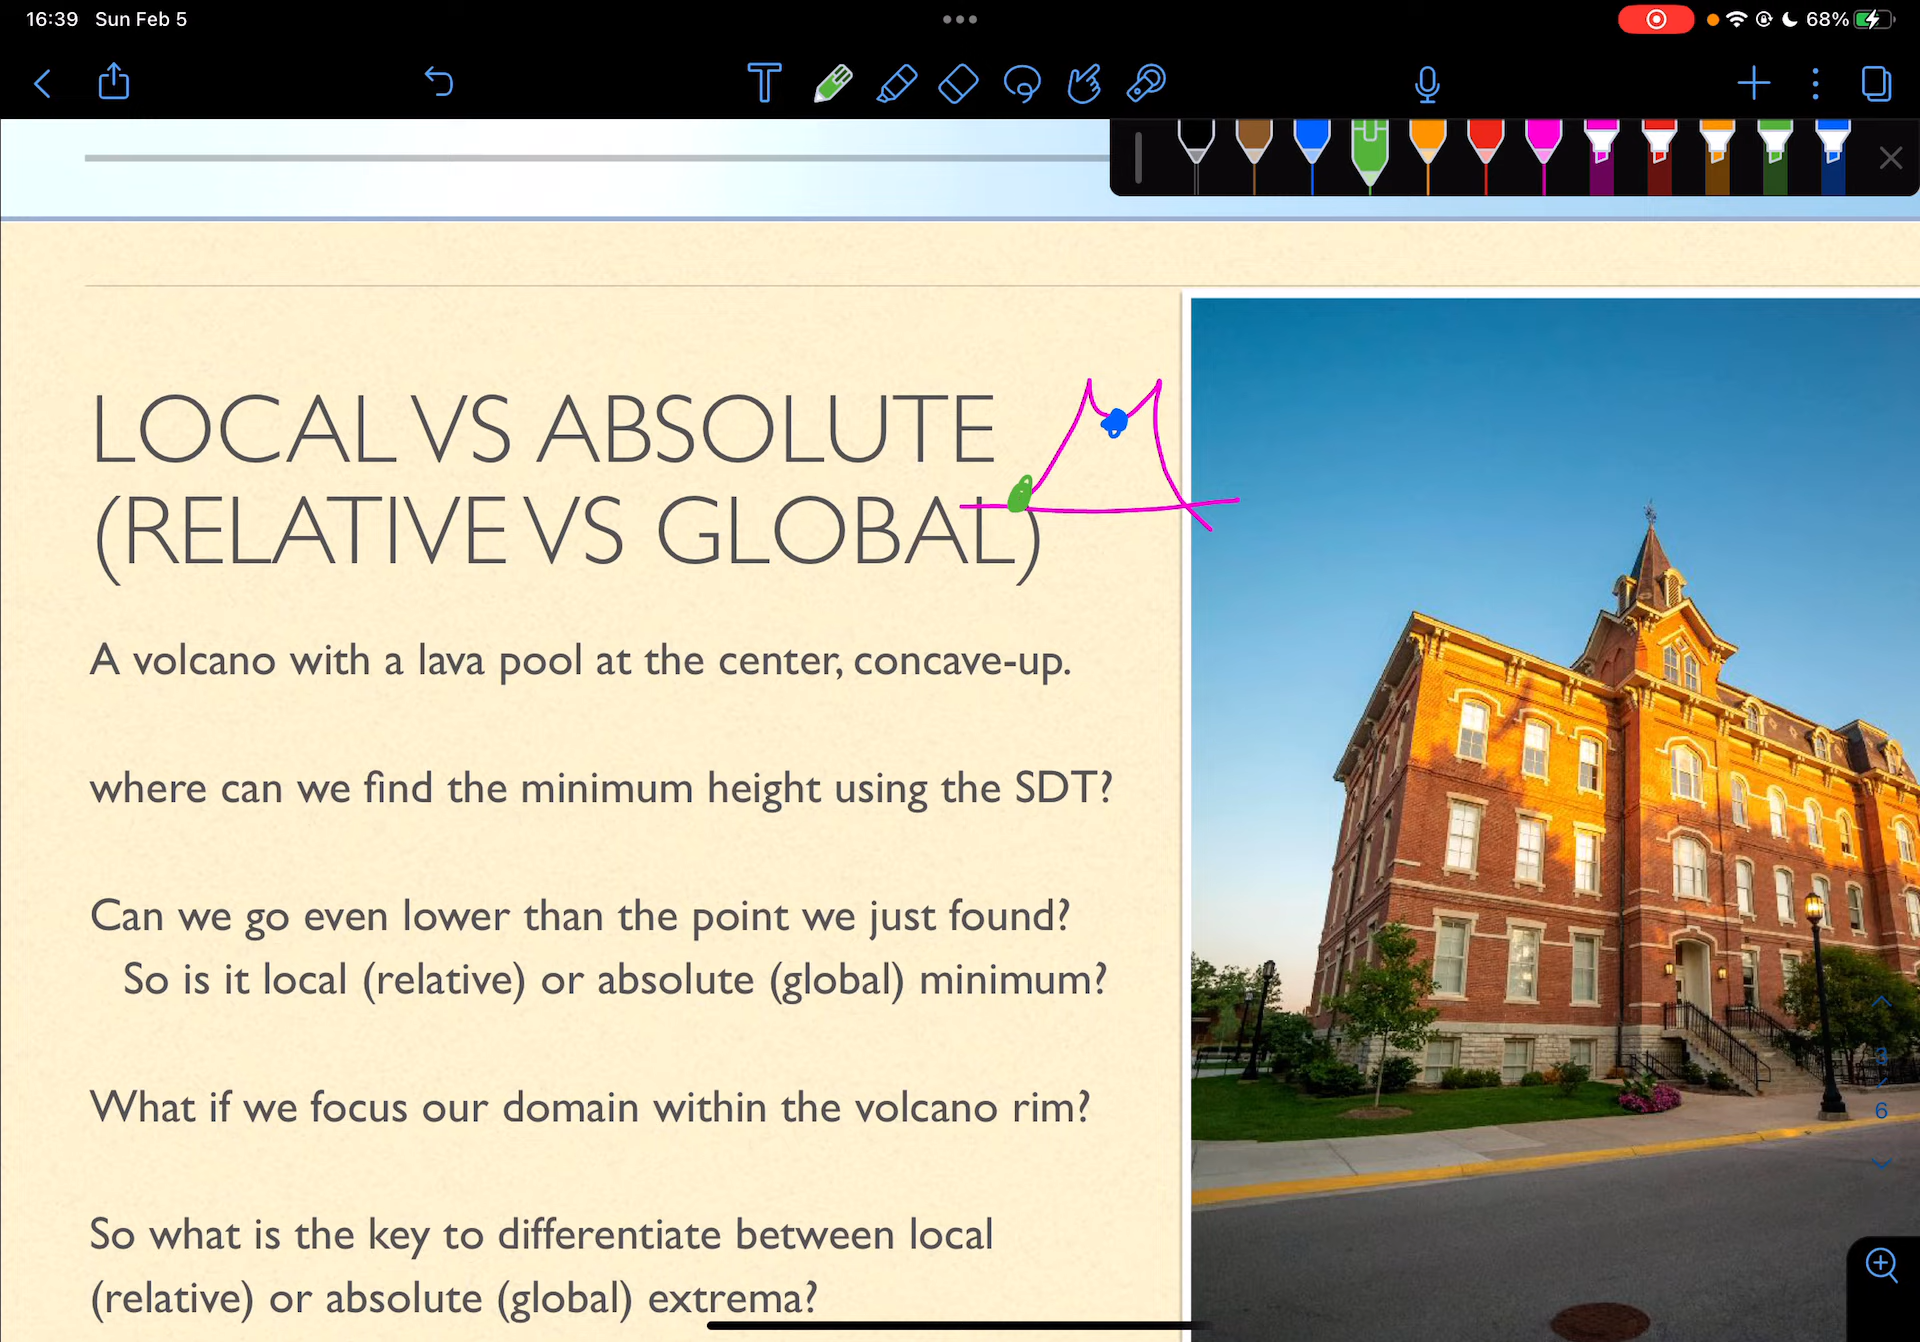 16:39 Sun Feb 5
68%
LOCAL VS ABSOLUTE
(RELATIVE VS GLOBAL)
A volcano with a lava pool at the center, concave-up.
where can we find the minimum height using the SDT?
Can we go even lower than the point we just found?
So is it local (relative) or absolute (global) minimum?
What if we focus our domain within the volcano rim?
So what is the key to differentiate between local
(relative) or absolute (global) extrema?
3
/
6